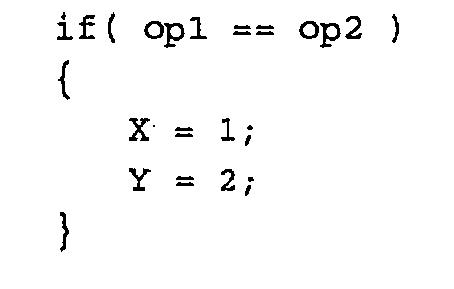 if( op1 == op2 )
{
    X = 1;
    Y = 2;
}